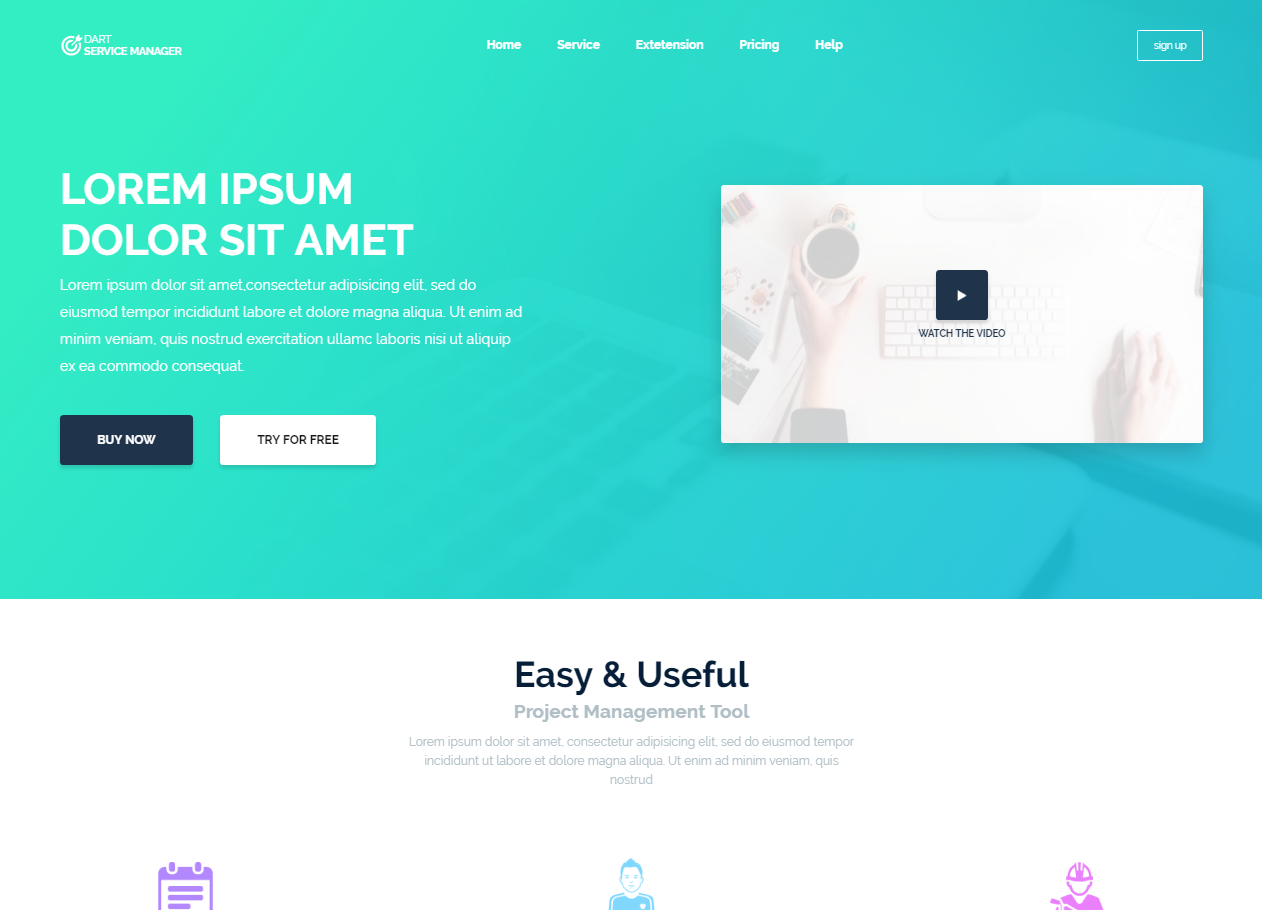 DART
SERVICE MANAGER
Home
Service
Extetension
Pricing
Help
sign up
LOREM IPSUM
DOLOR SIT AMET
Lorem ipsum dolor sit amet,consectetur adipisicing elit, sed do
eiusmod tempor incididunt labore et dolore magna aliqua. Ut enim ad
minim veniam, quis nostrud exercitation ullamc laboris nisi ut aliquip
ex ea commodo consequat.
BUY NOW
TRY FOR FREE
WATCH THE VIDEO
Easy & Useful
Project Management Tool
Lorem ipsum dolor sit amet, consectetur adipisicing elit, sed do eiusmod tempor
incididunt ut labore et dolore magna aliqua. Ut enim ad minim veniam, quis
nostrud